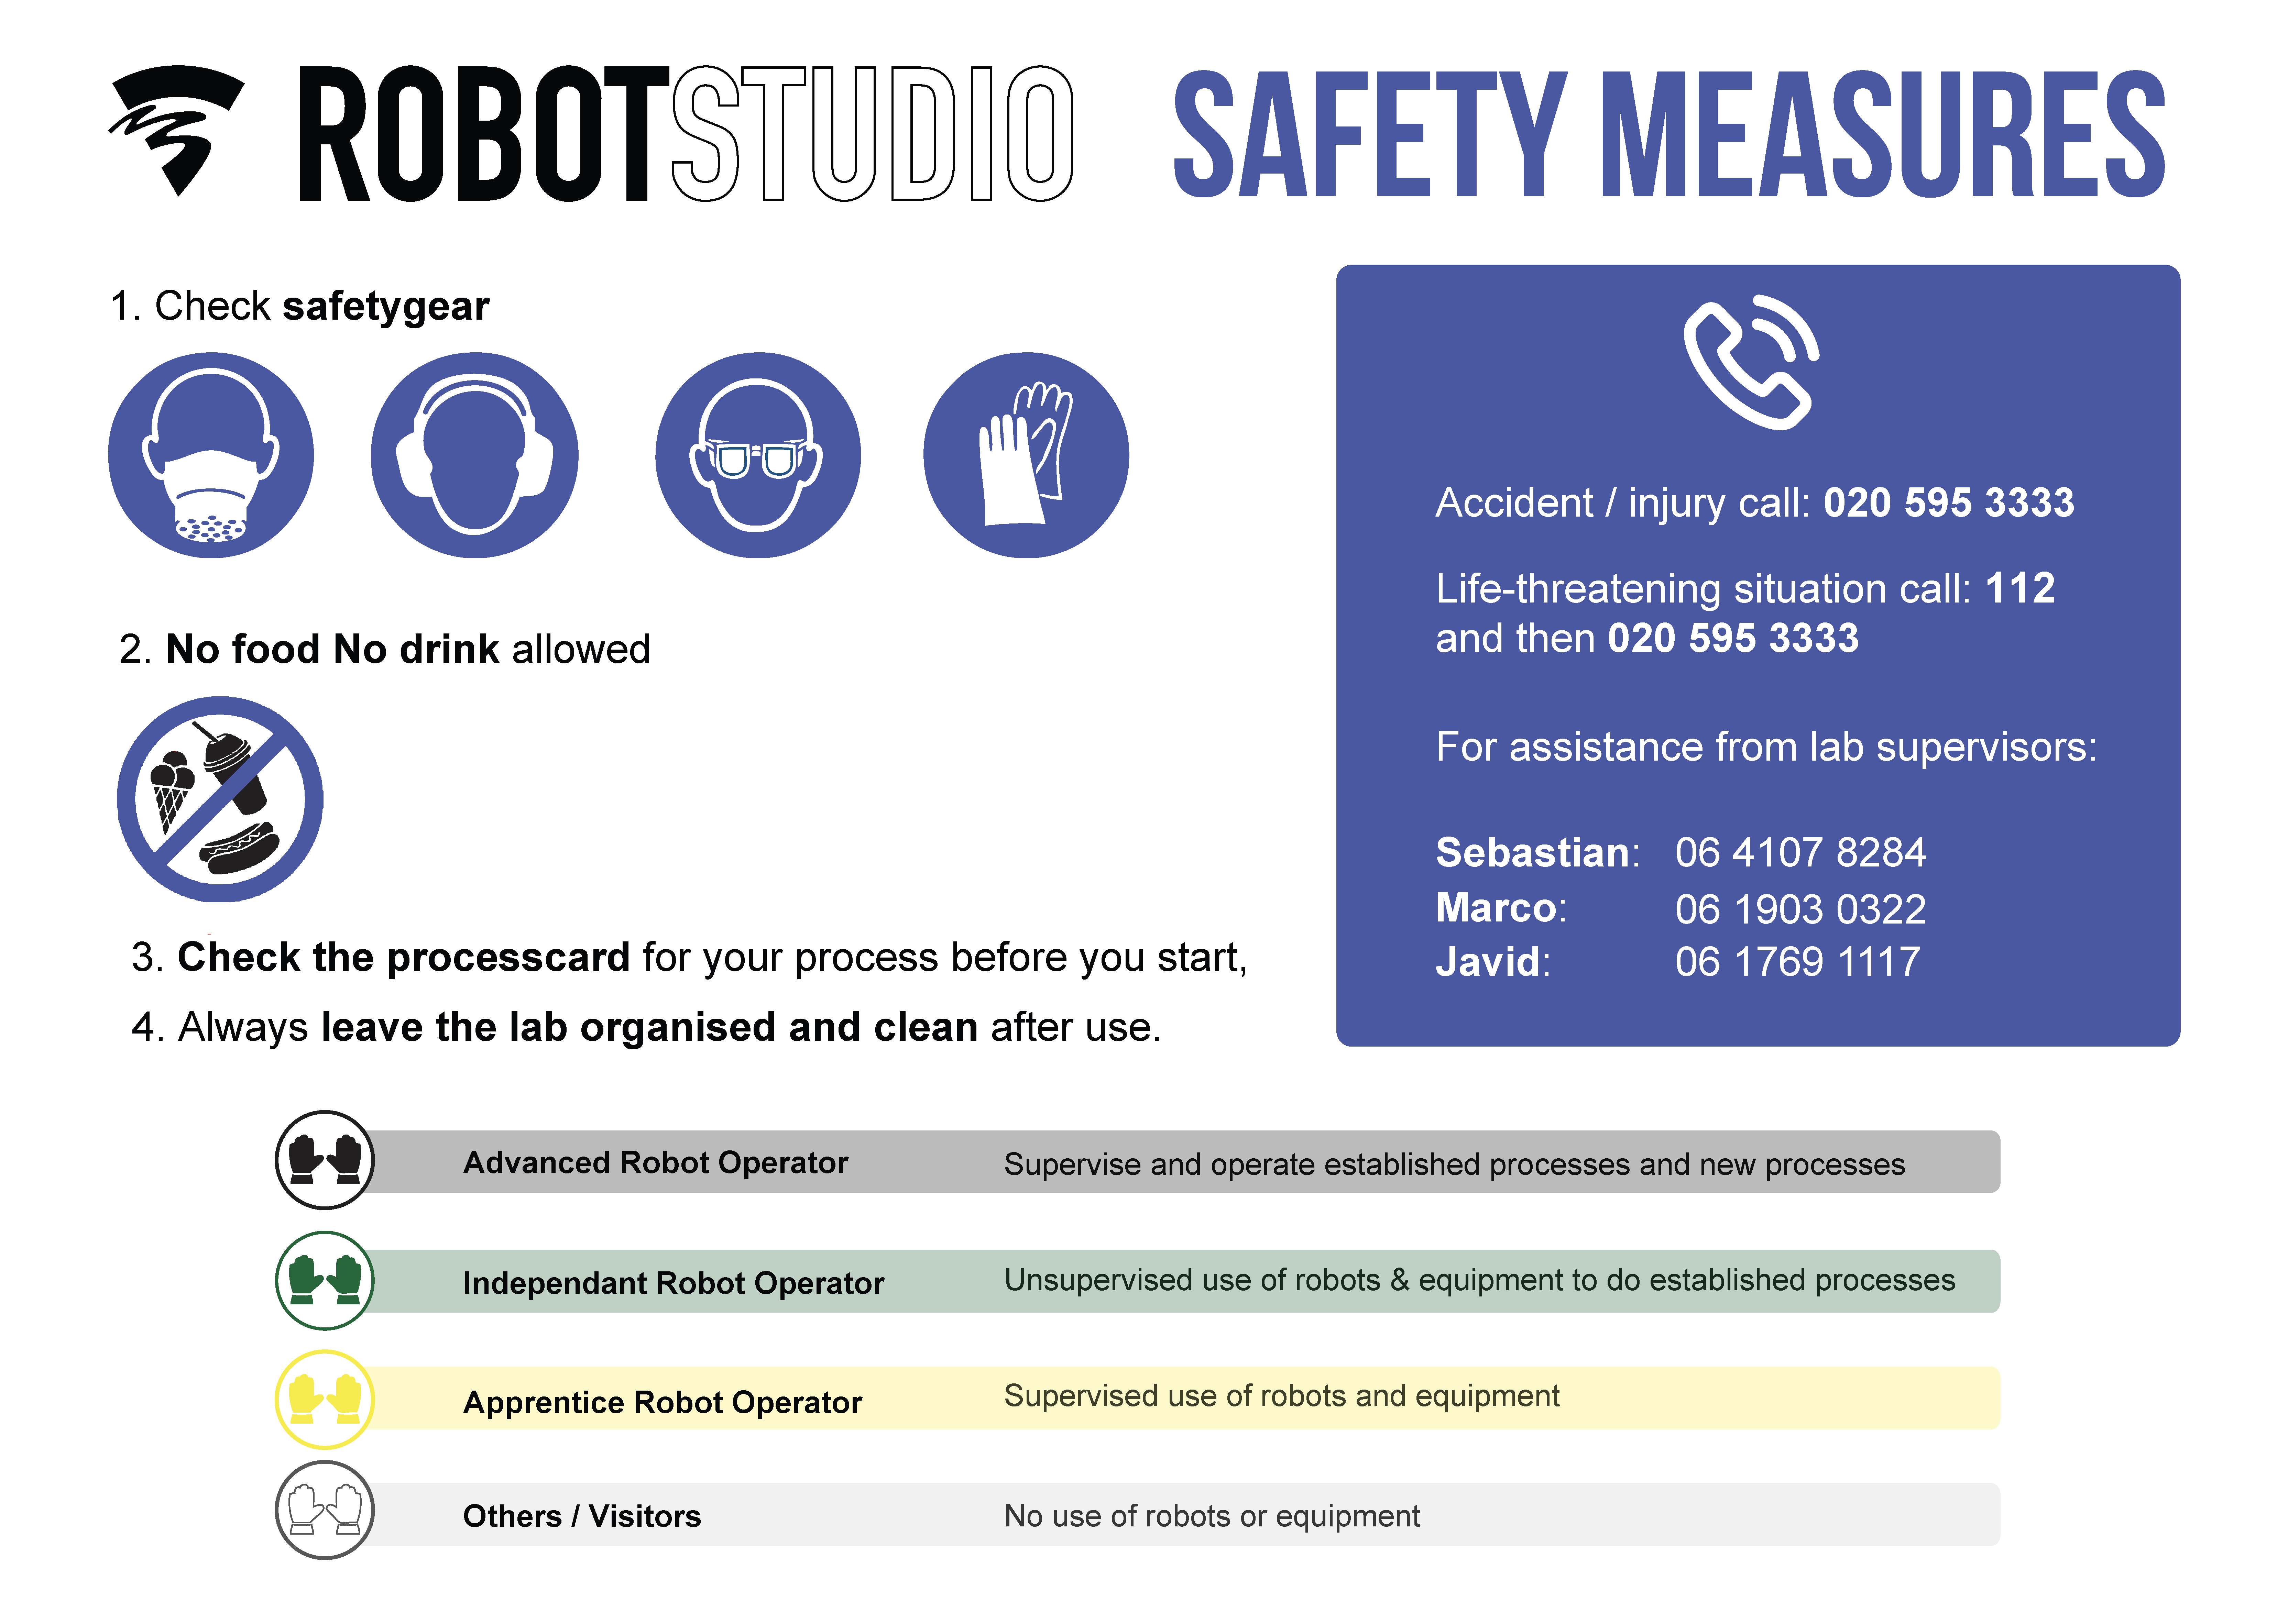 ROBOTSTUDIO SAFETY MEASURES
1. Check safetygear
2. No food No drink allowed
3. Check the processcard for your process before you start,
4. Always leave the lab organised and clean after use.
Accident / injury call: 020 595 3333
Life-threatening situation call: 112
and then 020 595 3333
For assistance from lab supervisors:
Sebastian: 06 4107 8284
Marco: 06 1903 0322
Javid: 06 1769 1117
Advanced Robot Operator Supervise and operate established processes and new processes
Independant Robot Operator Unsupervised use of robots & equipment to do established processes
Apprentice Robot Operator Supervised use of robots and equipment
Others / Visitors No use of robots or equipment